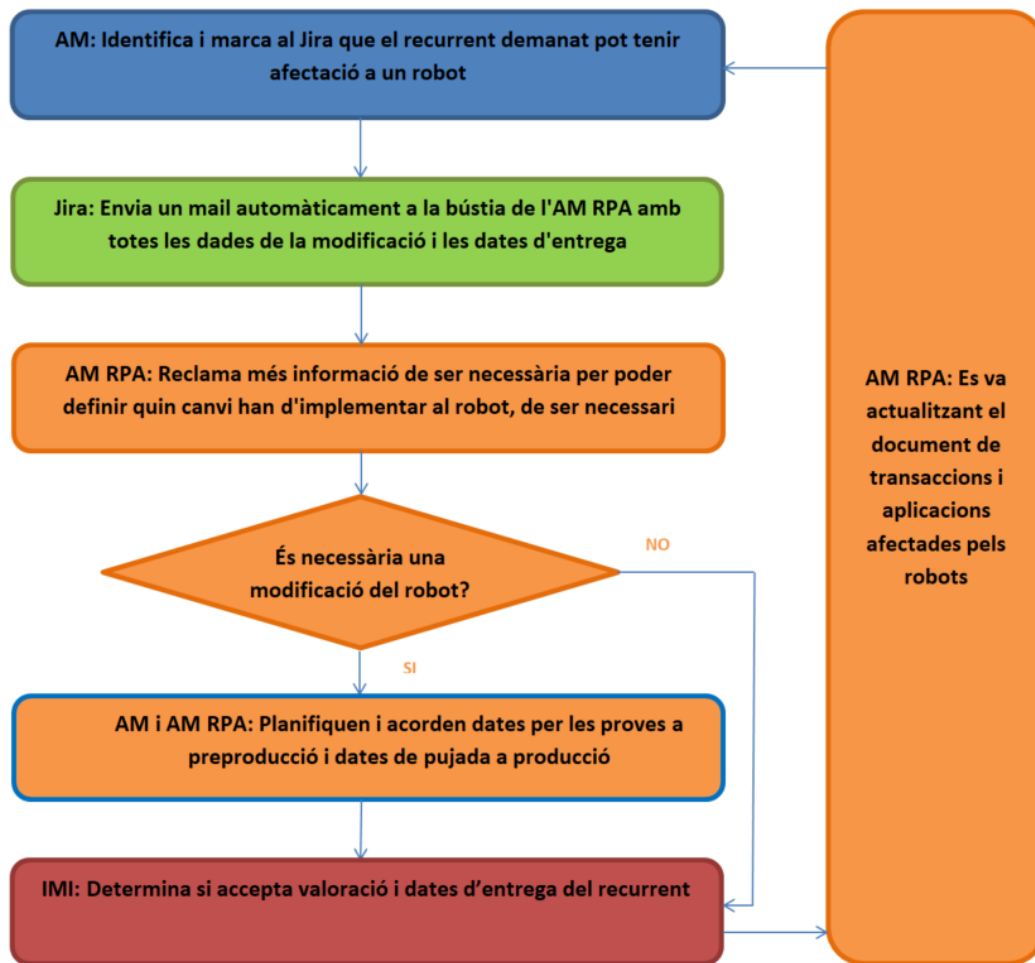 AM: Identifica i marca al Jira que el recurrent demanat pot tenir
afectació a un robot
Jira: Envia un mail automàticament a la bústia de l'AM RPA amb
totes les dades de la modificació i les dates d'entrega
AM RPA: Reclama més informació de ser necessària per poder
definir quin canvi han d'implementar al robot, de ser necessari
És necessària una
modificació del robot?
NO
SI
AM i AM RPA: Planifiquen i acorden dates per les proves a
preproducció i dates de pujada a producció
IMI: Determina si accepta valoració i dates d’entrega del recurrent
AM RPA: Es va
actualitzant el
document de
transaccions i
aplicacions
afectades pels
robots